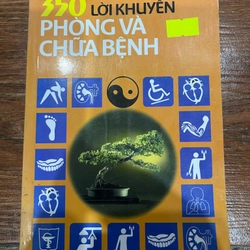 350 LỜI KHUYÊN
PHÒNG VÀ
CHỮA BỆNH